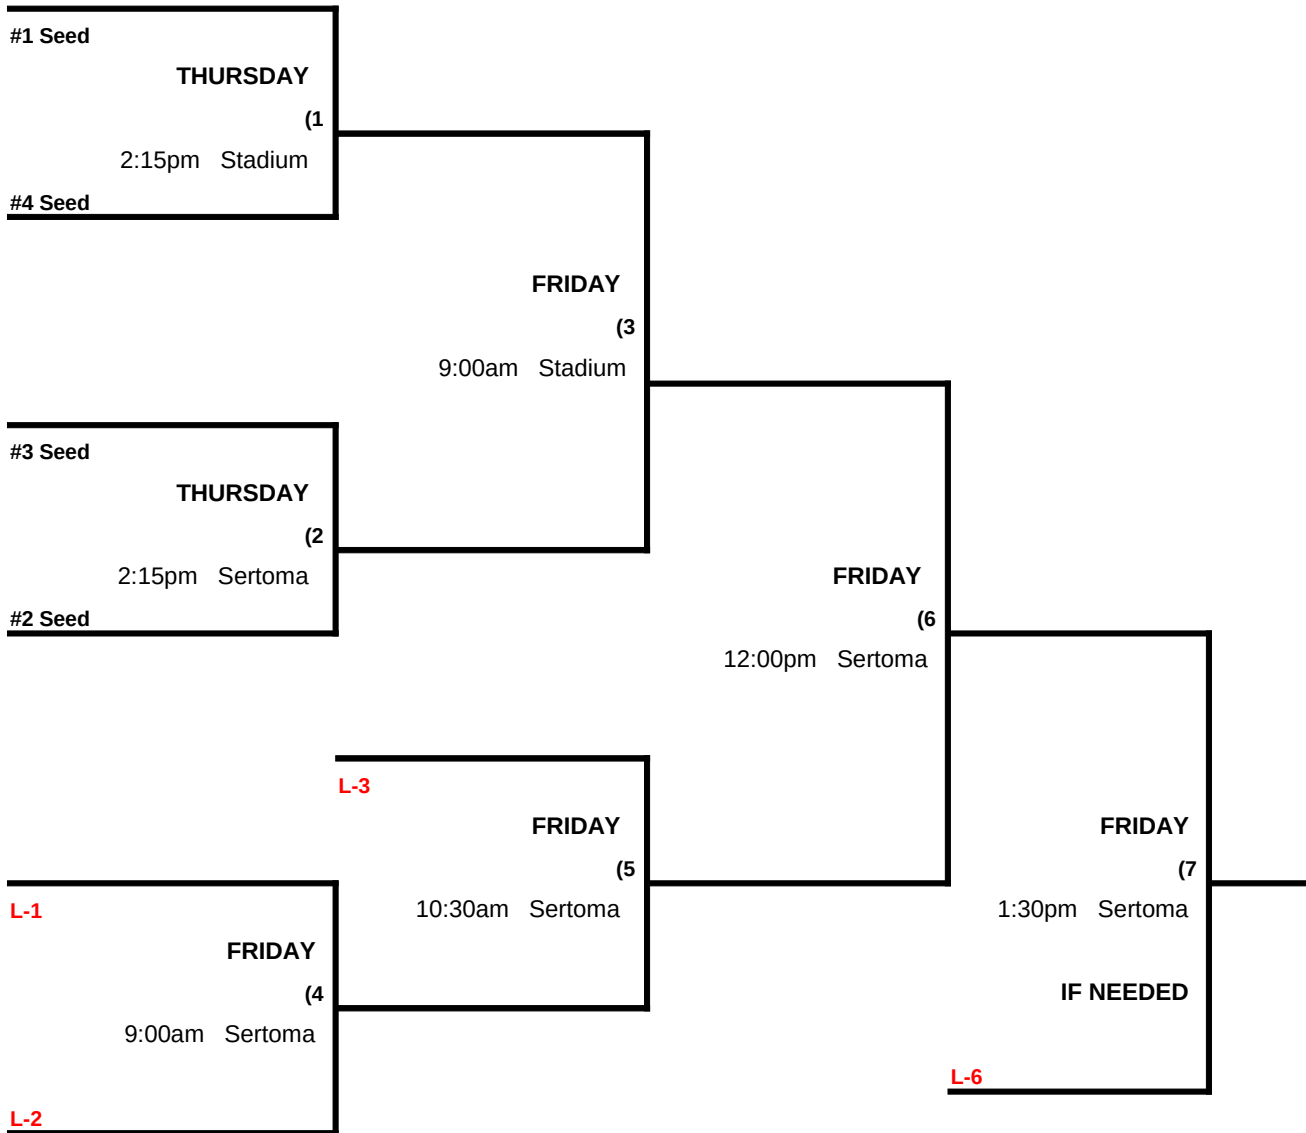 #1 Seed
THURSDAY
(1
2:15pm Stadium
#4 Seed
FRIDAY
(3
9:00am Stadium
#3 Seed
THURSDAY
(2
2:15pm Sertoma
#2 Seed
FRIDAY
(6
12:00pm Sertoma
L-3
FRIDAY
(5
10:30am Sertoma
FRIDAY
(7
1:30pm Sertoma
IF NEEDED
L-6
L-1
FRIDAY
(4
9:00am Sertoma
L-2